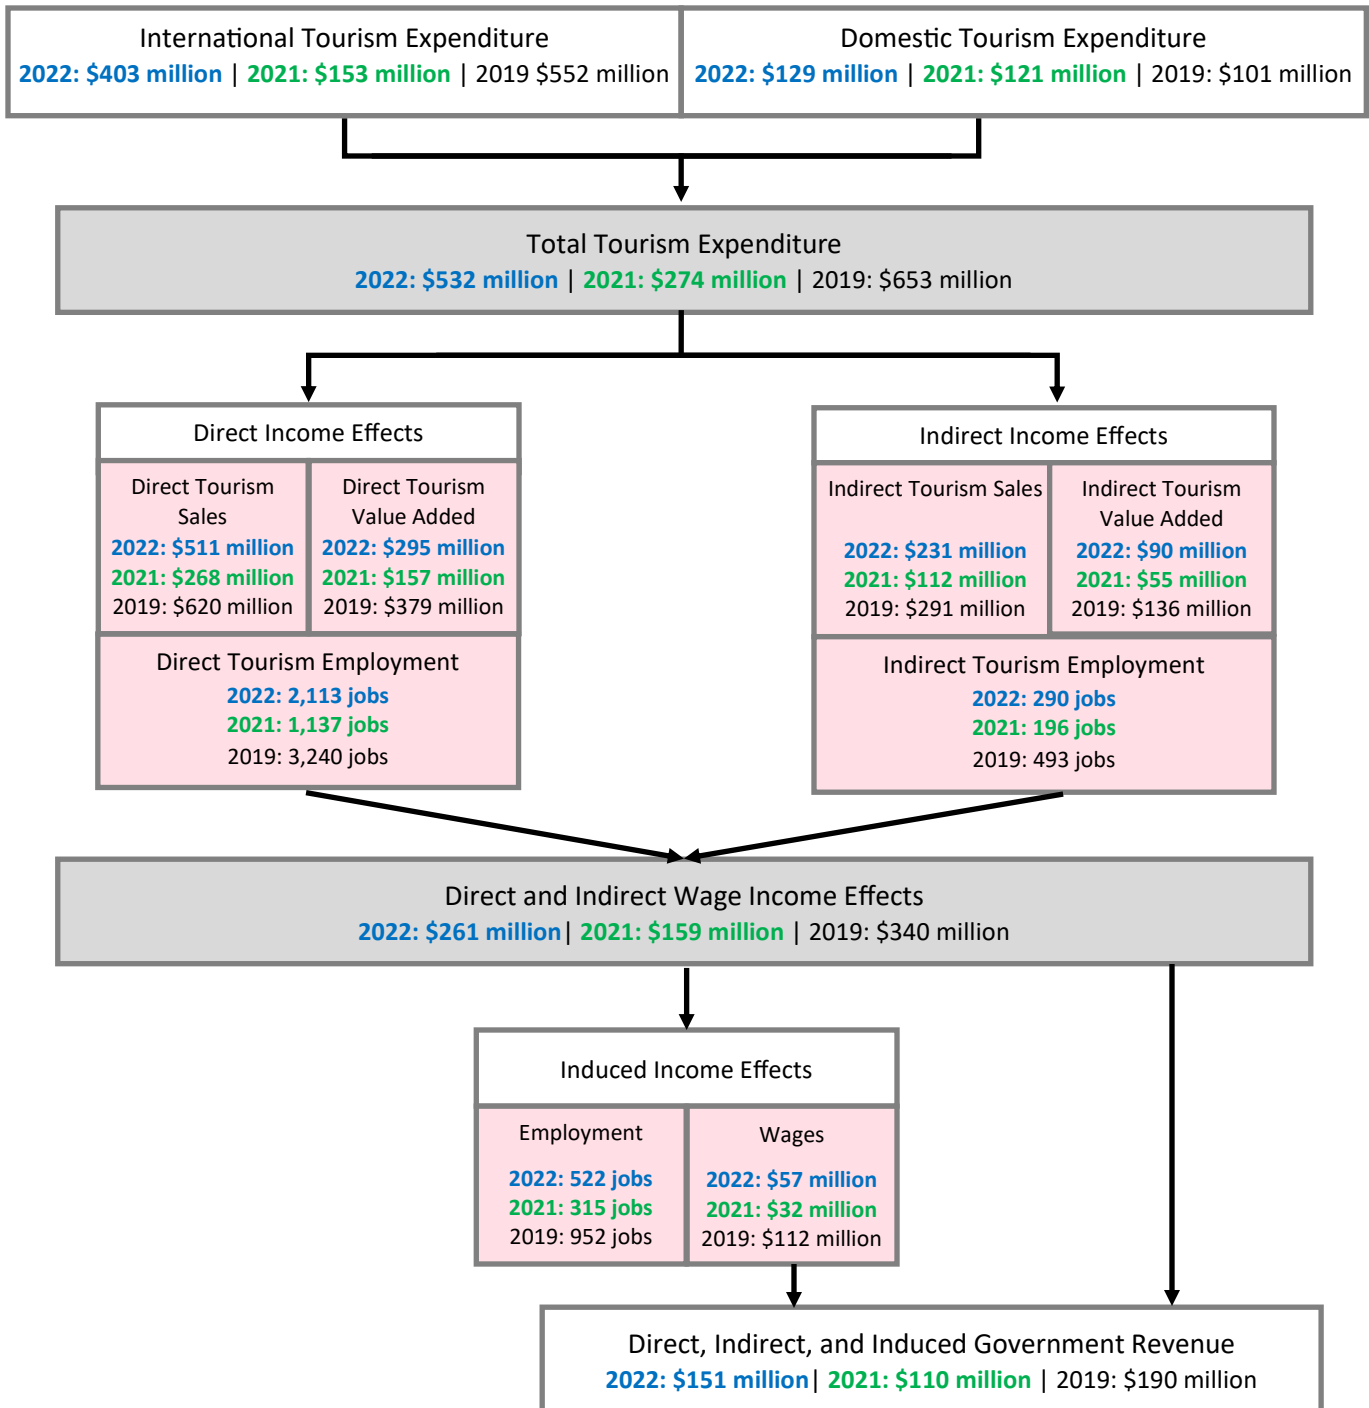 International Tourism Expenditure
2022: $403 million | 2021: $153 million | 2019 $552 million
Domestic Tourism Expenditure
2022: $129 million | 2021: $121 million | 2019: $101 million
Total Tourism Expenditure
2022: $532 million | 2021: $274 million | 2019: $653 million
Direct Income Effects
Direct Tourism
Sales
2022: $511 million
2021: $268 million
2019: $620 million
Direct Tourism
Value Added
2022: $295 million
2021: $157 million
2019: $379 million
Direct Tourism Employment
2022: 2,113 jobs
2021: 1,137 jobs
2019: 3,240 jobs
Indirect Income Effects
Indirect Tourism Sales
2022: $231 million
2021: $112 million
2019: $291 million
Indirect Tourism
Value Added
2022: $90 million
2021: $55 million
2019: $136 million
Indirect Tourism Employment
2022: 290 jobs
2021: 196 jobs
2019: 493 jobs
Direct and Indirect Wage Income Effects
2022: $261 million| 2021: $159 million | 2019: $340 million
Induced Income Effects
Employment
2022: 522 jobs
2021: 315 jobs
2019: 952 jobs
Wages
2022: $57 million
2021: $32 million
2019: $112 million
Direct, Indirect, and Induced Government Revenue
2022: $151 million| 2021: $110 million | 2019: $190 million